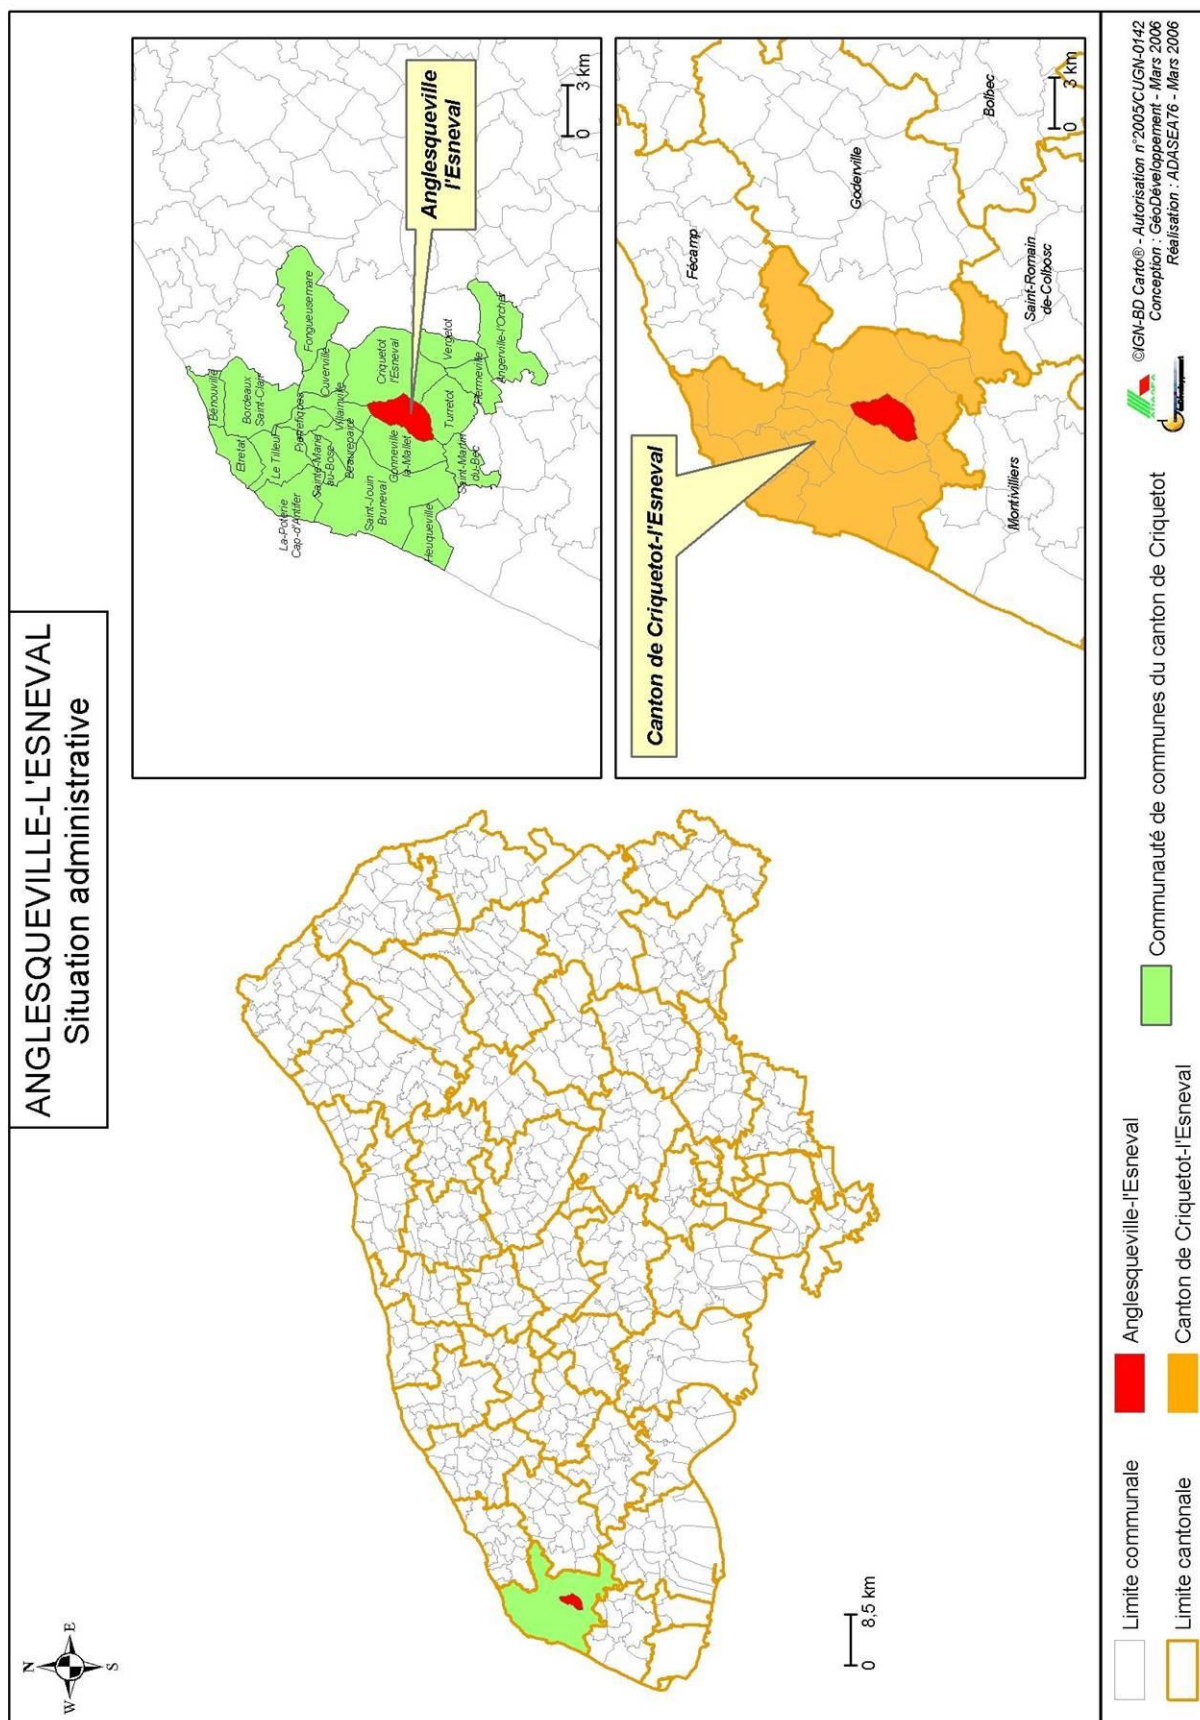 ANGLESQUEVILLE-L'ESNEVAL
Situation administrative
N
W
E
S
0
8,5 km
Bénouville
Etretat
Bordeaux
Saint-Clair
Le Tilleul
La-Poterie
Cap-d'Antifer
Pierrefiques
Fongueusemare
Sainte-Marie
au-Bosc
Cuverville
Villainville
Beaurepaire
Saint-Jouin
Bruneval
Gonneville
la-Mallet
Criquetot
l'Esneval
Heuqueville
Turretot
Vergetot
Saint-Martin
du-Bec
Hermeville
Angerville-l'Orcher
Anglesqueville
l'Esneval
0
3 km
Canton de Criquetot-l'Esneval
Fécamp
Goderville
Bolbec
Saint-Romain
de-Colbosc
Montivilliers
0
3 km
Limite communale
Limite cantonale
Anglesqueville-l'Esneval
Canton de Criquetot-l'Esneval
Communauté de communes du canton de Criquetot
©IGN-BD Carto® - Autorisation n°2005/CUGN-0142
Conception : GéoDéveloppement - Mars 2006
Réalisation : ADASEA76 - Mars 2006